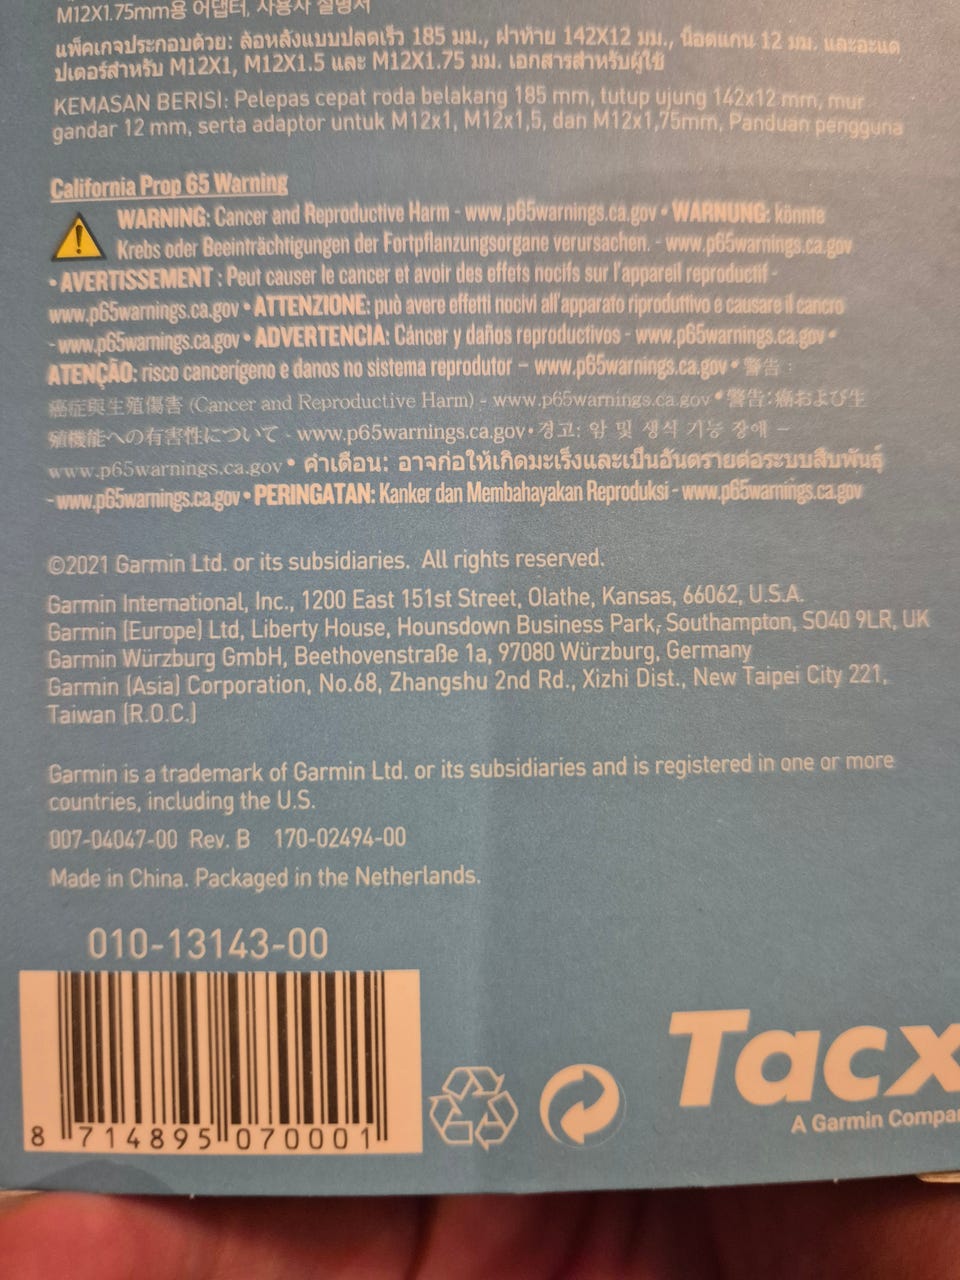 M12X1.75mm용 어댑터, 사용자 설명서
แพ็คเกจประกอบด้วย: ล้อหลังแบบปลดเร็ว 185 มม., ฝาท้าย 142X12 มม., น็อตแกน 12 มม. และอะแด
ปเตอร์สำหรับ M12X1, M12X1.5 และ M12X1.75 มม. เอกสารสำหรับผู้ใช้
KEMASAN BERISI: Pelepas cepat roda belakang 185 mm, tutup ujung 142x12 mm, mur
gandar 12 mm, serta adaptor untuk M12x1, M12x1,5, dan M12x1,75mm, Panduan pengguna
California Prop 65 Warning
WARNING: Cancer and Reproductive Harm - www.p65warnings.ca.gov • WARNUNG: könnte
Krebs oder Beeinträchtigungen der Fortpflanzungsorgane verursachen. - www.p65warnings.ca.gov
• AVERTISSEMENT : Peut causer le cancer et avoir des effets nocifs sur l'appareil reproductif -
www.p65warnings.ca.gov • ATTENZIONE: può avere effetti nocivi all'apparato riproduttivo e causare il cancro
- www.p65warnings.ca.gov • ADVERTENCIA: Cáncer y daños reproductivos - www.p65warnings.ca.gov •
ATENÇÃO: risco cancerígeno e danos no sistema reprodutor – www.p65warnings.ca.gov • 警告：
癌症與生殖傷害 (Cancer and Reproductive Harm) - www.p65warnings.ca.gov • 警告: 癌および生
殖機能への有害性について - www.p65warnings.ca.gov • 경고: 암 및 생식 기능 장애 –
www.p65warnings.ca.gov • คำเตือน: อาจก่อให้เกิดมะเร็งและเป็นอันตรายต่อระบบสืบพันธุ์
- www.p65warnings.ca.gov • PERINGATAN: Kanker dan Membahayakan Reproduksi - www.p65warnings.ca.gov
©2021 Garmin Ltd. or its subsidiaries. All rights reserved.
Garmin International, Inc., 1200 East 151st Street, Olathe, Kansas, 66062, U.S.A.
Garmin (Europe) Ltd, Liberty House, Hounsdown Business Park, Southampton, SO40 9LR, UK
Garmin Würzburg GmbH, Beethovenstraße 1a, 97080 Würzburg, Germany
Garmin (Asia) Corporation, No.68, Zhangshu 2nd Rd., Xizhi Dist., New Taipei City 221,
Taiwan (R.O.C.)
Garmin is a trademark of Garmin Ltd. or its subsidiaries and is registered in one or more
countries, including the U.S.
007-04047-00 Rev. B 170-02494-00
Made in China. Packaged in the Netherlands.
010-13143-00
8 714895 070001
Tacx
A Garmin Compa